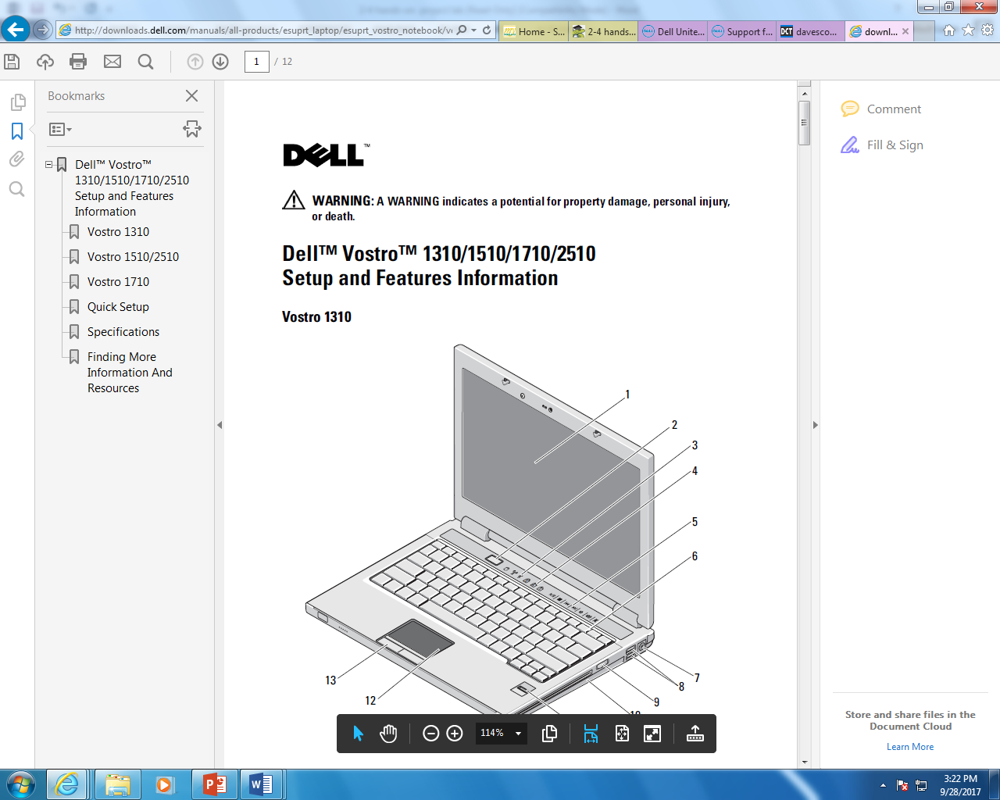 http://downloads.dell.com/manuals/all-products/esuprt_laptop/esuprt_vostro_notebook/v
Home - S...
2-4 hands...
Dell Unite...
Support f...
DCT
davesco...
downl...
1 / 12
Bookmarks
Dell™ Vostro™
1310/1510/1710/2510
Setup and Features
Information
Vostro 1310
Vostro 1510/2510
Vostro 1710
Quick Setup
Specifications
Finding More
Information And
Resources
DELL™
WARNING: A WARNING indicates a potential for property damage, personal injury,
or death.
Dell™ Vostro™ 1310/1510/1710/2510
Setup and Features Information
Vostro 1310
1
2
3
4
5
6
7
8
9
10
12
13
114%
Comment
Fill & Sign
Store and share files in the
Document Cloud
Learn More
3:22 PM
9/28/2017